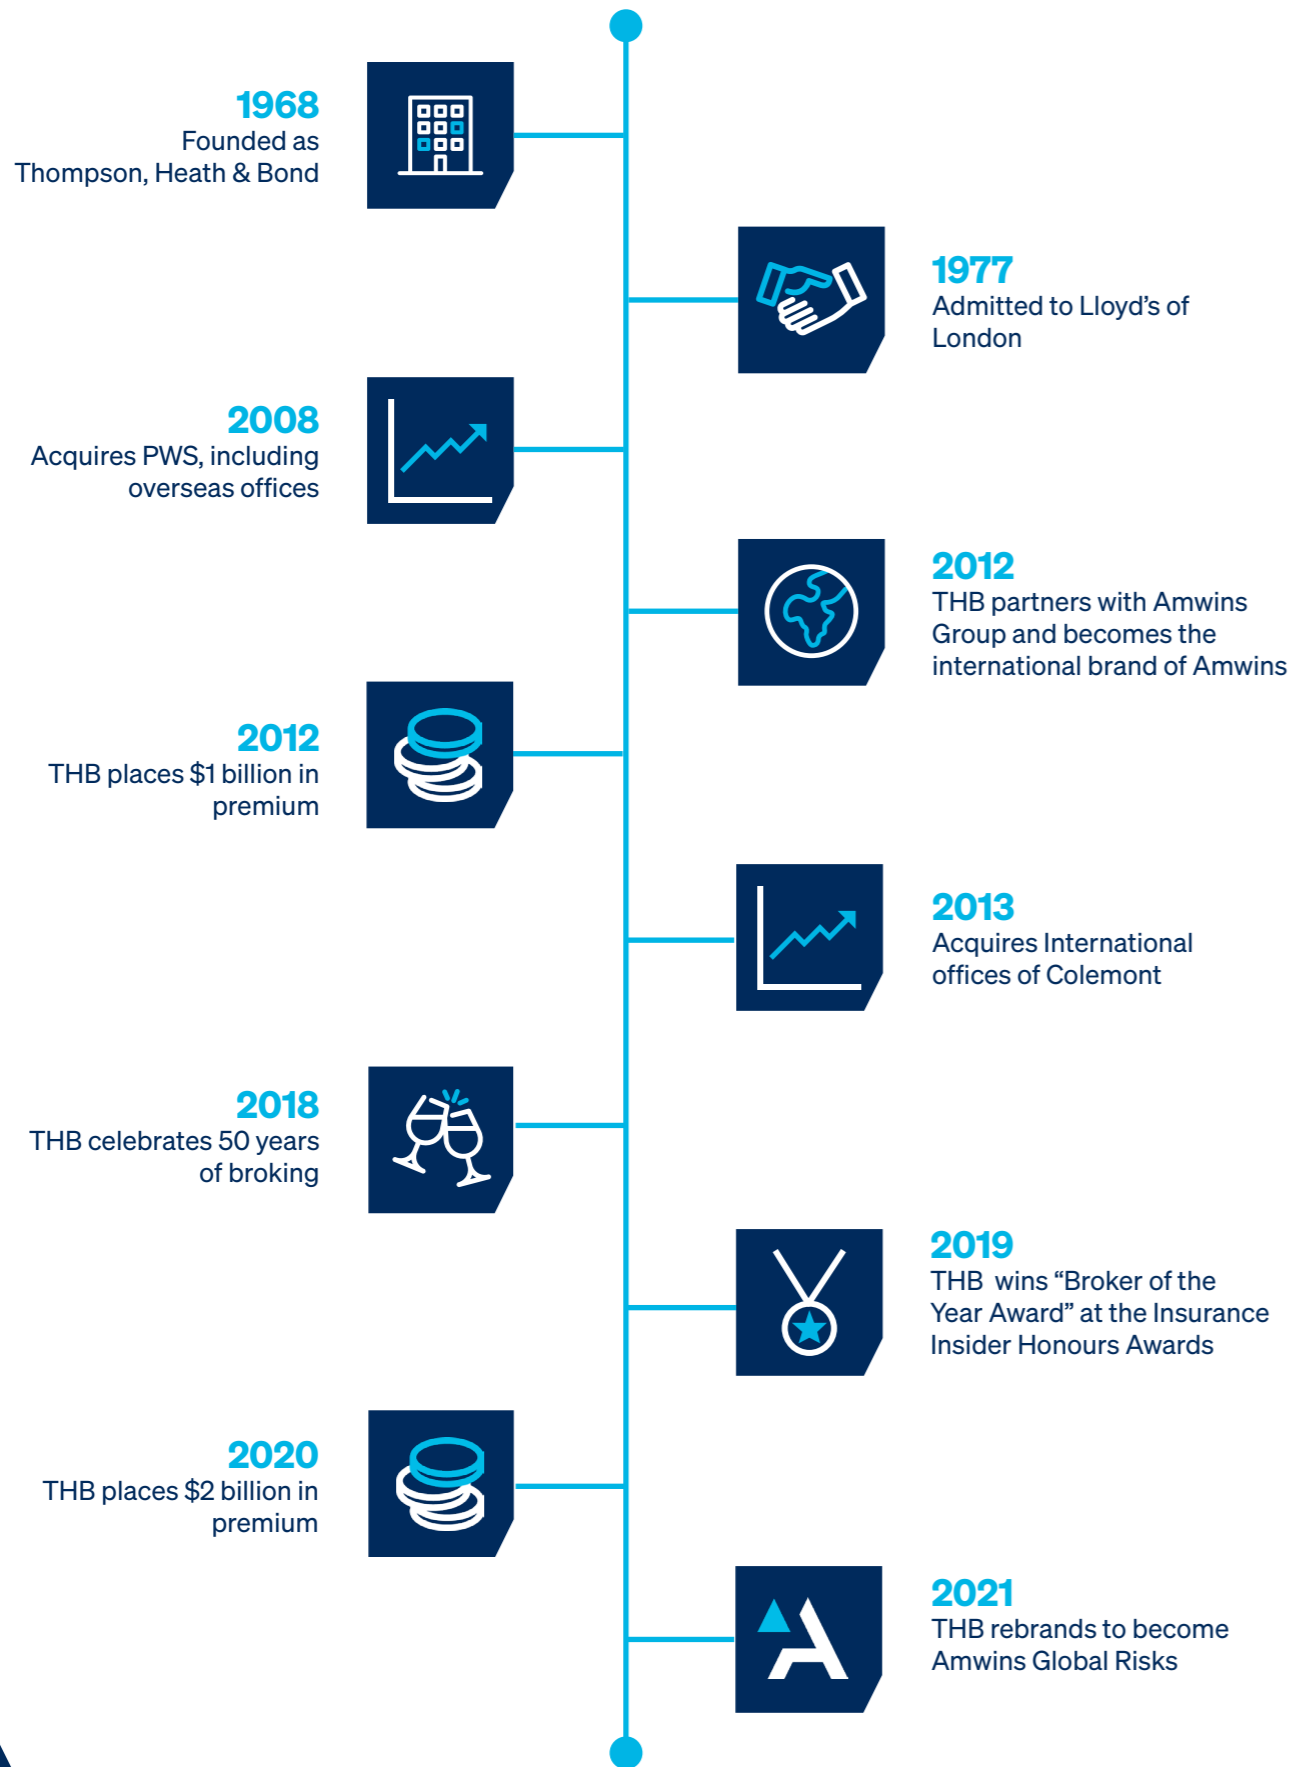 1968
Founded as
Thompson, Heath & Bond
1977
Admitted to Lloyd’s of
London
2008
Acquires PWS, including
overseas offices
2012
THB partners with Amwins
Group and becomes the
international brand of Amwins
2012
THB places $1 billion in
premium
2013
Acquires International
offices of Colemont
2018
THB celebrates 50 years
of broking
2019
THB  wins “Broker of the
Year Award” at the Insurance
Insider Honours Awards
2020
THB places $2 billion in
premium
2021
THB rebrands to become
Amwins Global Risks